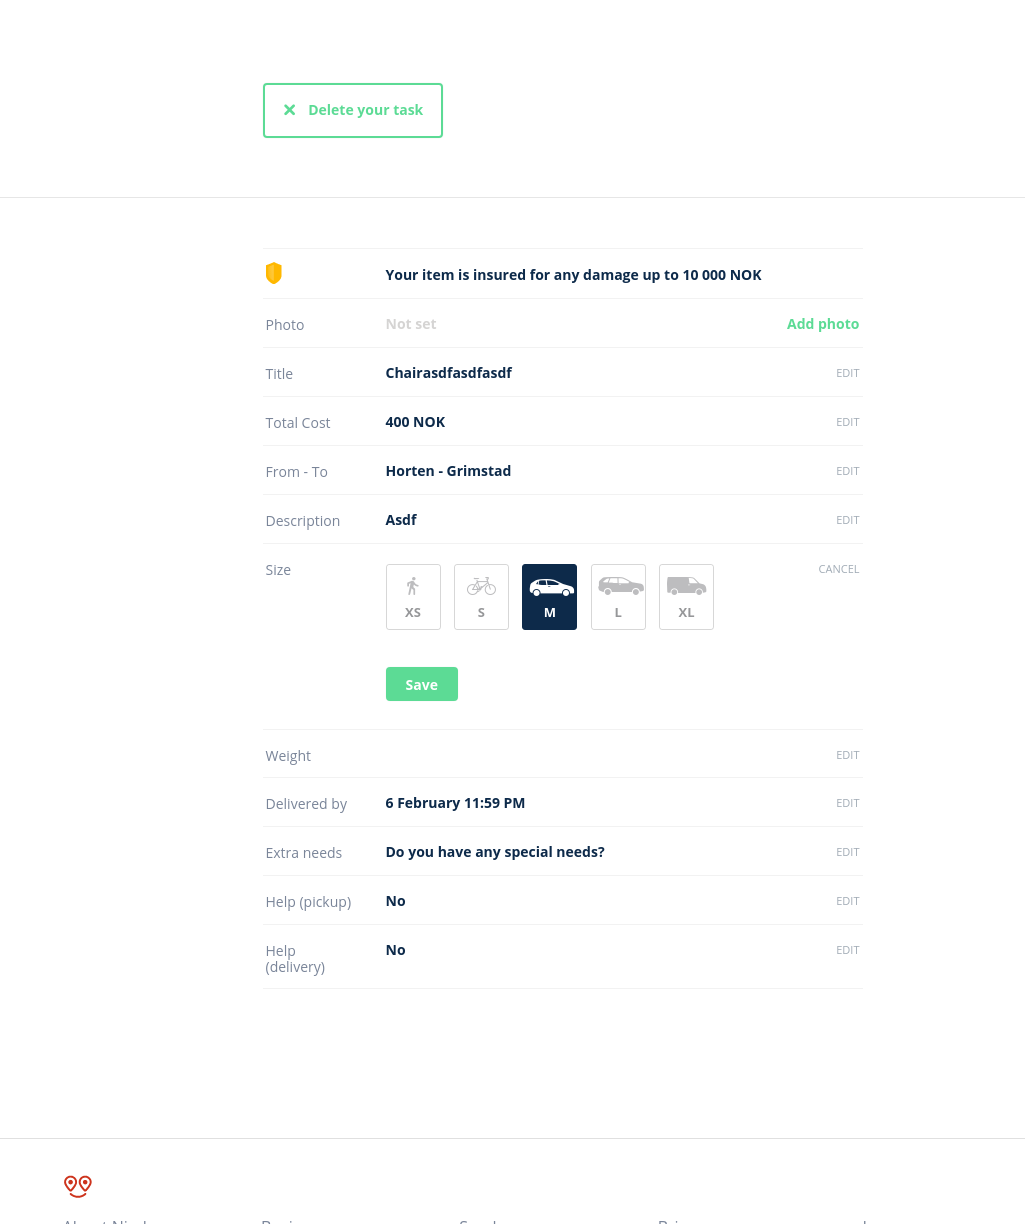 Delete your task
Your item is insured for any damage up to 10 000 NOK
Photo Not set Add photo
Title Chairasdfasdfasdf EDIT
Total Cost 400 NOK EDIT
From - To Horten - Grimstad EDIT
Description Asdf EDIT
Size CANCEL
XS S M L XL
Save
Weight EDIT
Delivered by 6 February 11:59 PM EDIT
Extra needs Do you have any special needs? EDIT
Help (pickup) No EDIT
Help (delivery) No EDIT